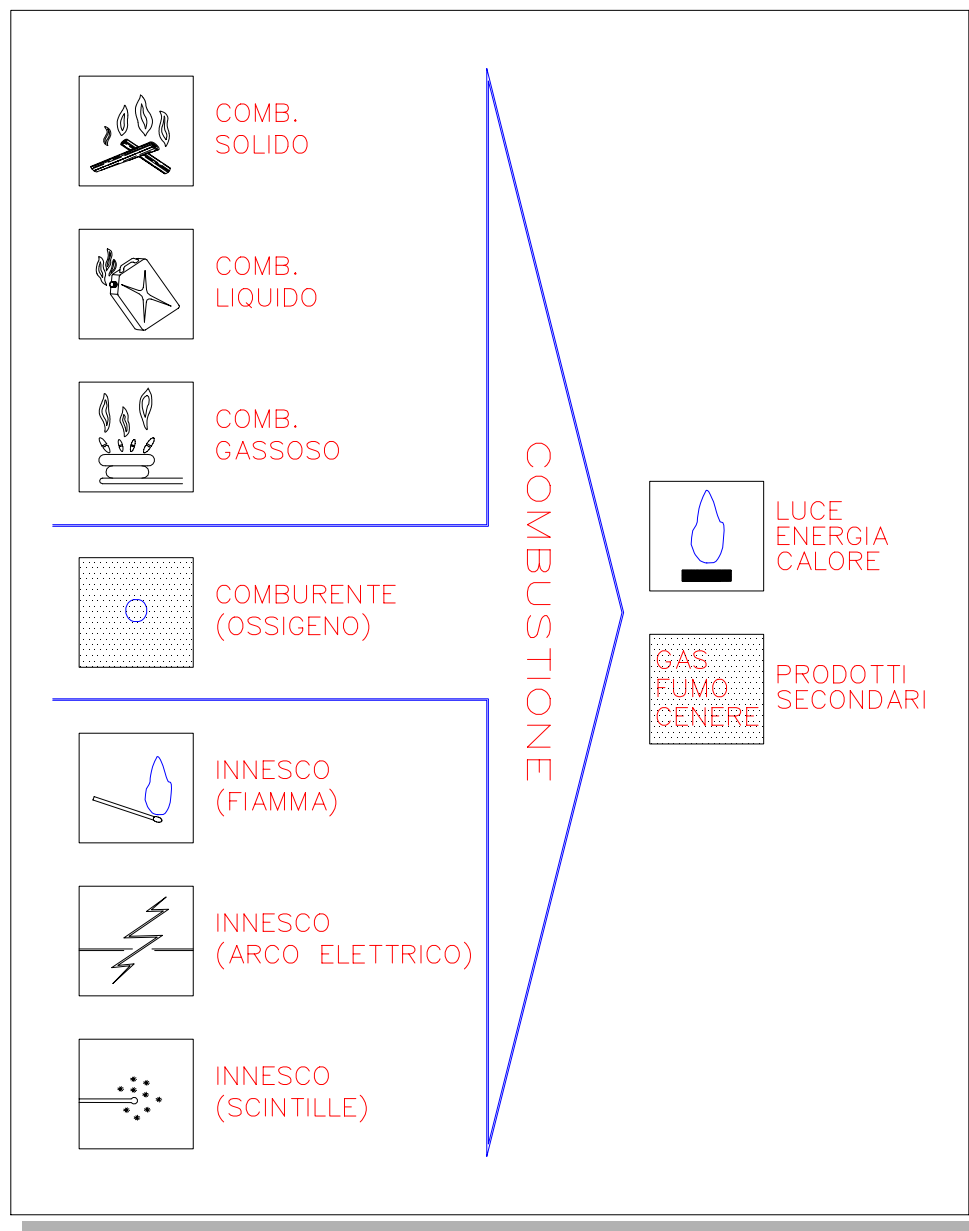 COMB.
SOLIDO
COMB.
LIQUIDO
COMB.
GASSOSO
COMBURENTE
(OSSIGENO)
INNESCO
(FIAMMA)
INNESCO
(ARCO ELETTRICO)
INNESCO
(SCINTILLE)
COMBUSTIONE
LUCE
ENERGIA
CALORE
GAS
FUMO
CENERE
PRODOTTI
SECONDARI